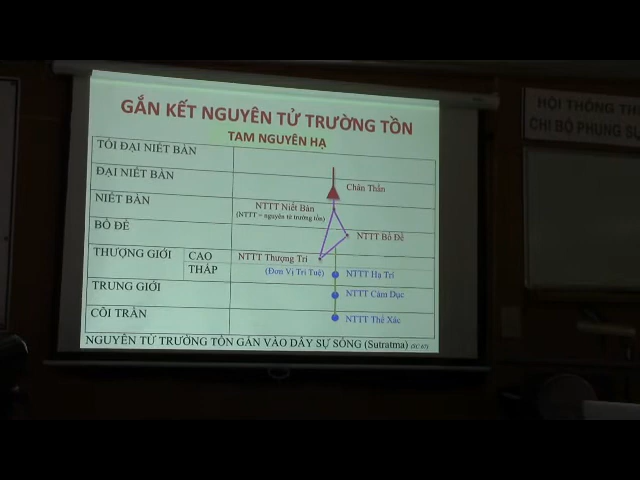 GẮN KẾT NGUYÊN TỬ TRƯỜNG TỒN
TAM NGUYÊN HẠ
TỐI ĐẠI NIẾT BÀN
ĐẠI NIẾT BÀN
Chân Thần
NIẾT BÀN
NTTT Niết Bàn
(NTTT = nguyên tử trường tồn)
BỒ ĐỀ
NTTT Bồ Đề
THƯỢNG GIỚI
CAO
NTTT Thượng Trí
THẤP
(Đơn Vị Trí Tuệ)
NTTT Hạ Trí
TRUNG GIỚI
NTTT Cảm Dục
CÕI TRẦN
NTTT Thể Xác
NGUYÊN TỬ TRƯỜNG TỒN GẮN VÀO DÂY SỰ SỐNG (Sutratma)
HỘI THÔNG TH
CHI BỘ PHỤNG SỰ